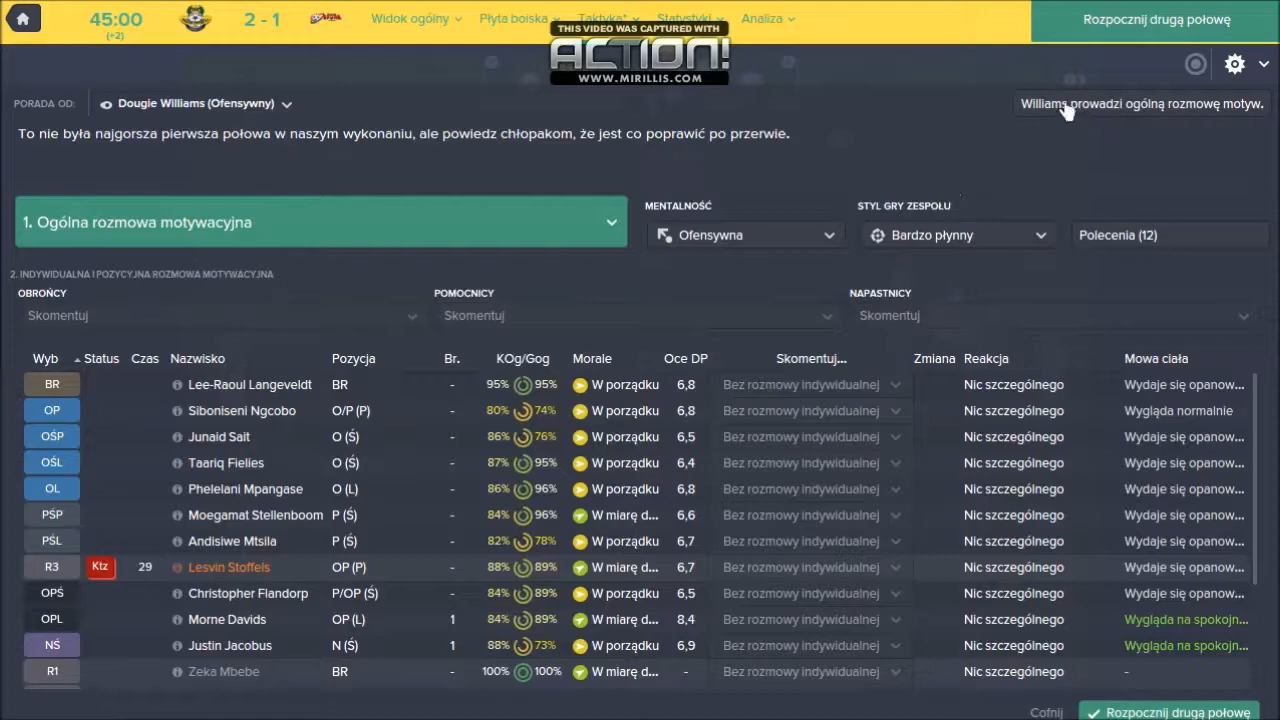 45:00
(+2)
2 - 1
Widok ogólny
Płyta boiska
Taktyka*
Statystyki
Analiza
Rozpocznij drugą połowę
THIS VIDEO WAS CAPTURED WITH
ACTION!
WWW.MIRILLIS.COM
PORADA OD:
Dougie Williams (Ofensywny)
Williams prowadzi ogólną rozmowę motyw.
To nie była najgorsza pierwsza połowa w naszym wykonaniu, ale powiedz chłopakom, że jest co poprawić po przerwie.
1. Ogólna rozmowa motywacyjna
MENTALNOŚĆ
Ofensywna
STYL GRY ZESPOŁU
Bardzo płynny
Polecenia (12)
2. INDYWIDUALNA I POZYCYJNA ROZMOWA MOTYWACYJNA
OBROŃCY
POMOCNICY
NAPASTNICY
Skomentuj
Skomentuj
Skomentuj
Wyb Status Czas Nazwisko Pozycja Br. KOg/Gog Morale Oce DP Skomentuj... Zmiana Reakcja Mowa ciała
BR Lee-Raoul Langeveldt BR - 95% 95% W porządku 6,8 Bez rozmowy indywidualnej Nic szczególnego Wydaje się opanow...
OP Siboniseni Ngcobo O/P (P) - 80% 74% W porządku 6,8 Bez rozmowy indywidualnej Nic szczególnego Wygląda normalnie
OŚP Junaid Sait O (Ś) - 86% 76% W porządku 6,5 Bez rozmowy indywidualnej Nic szczególnego Wydaje się opanow...
OŚL Taariq Fielies O (Ś) - 87% 95% W porządku 6,4 Bez rozmowy indywidualnej Nic szczególnego Wydaje się opanow...
OL Phelelani Mpangase O (L) - 86% 96% W porządku 6,8 Bez rozmowy indywidualnej Nic szczególnego Wydaje się opanow...
PŚP Moegamat Stellenboom P (Ś) - 84% 96% W miarę d... 6,6 Bez rozmowy indywidualnej Nic szczególnego Wydaje się opanow...
PŚL Andisiwe Mtsila P (Ś) - 82% 78% W porządku 6,7 Bez rozmowy indywidualnej Nic szczególnego Wydaje się opanow...
R3 Ktz 29 Lesvin Stoffels OP (P) - 88% 89% W miarę d... 6,7 Bez rozmowy indywidualnej Nic szczególnego Wydaje się opanow...
OPŚ Christopher Flandorp P/OP (Ś) - 84% 89% W porządku 6,5 Bez rozmowy indywidualnej Nic szczególnego Wydaje się opanow...
OPL Morne Davids OP (L) 1 84% 89% W miarę d... 8,4 Bez rozmowy indywidualnej Nic szczególnego Wygląda na spokojn...
NŚ Justin Jacobus N (Ś) 1 88% 73% W porządku 6,9 Bez rozmowy indywidualnej Nic szczególnego Wygląda na spokojn...
R1 Zeka Mbebe BR - 100% 100% W miarę d... - Bez rozmowy indywidualnej Nic szczególnego -
Cofnij
Rozpocznij drugą połowę